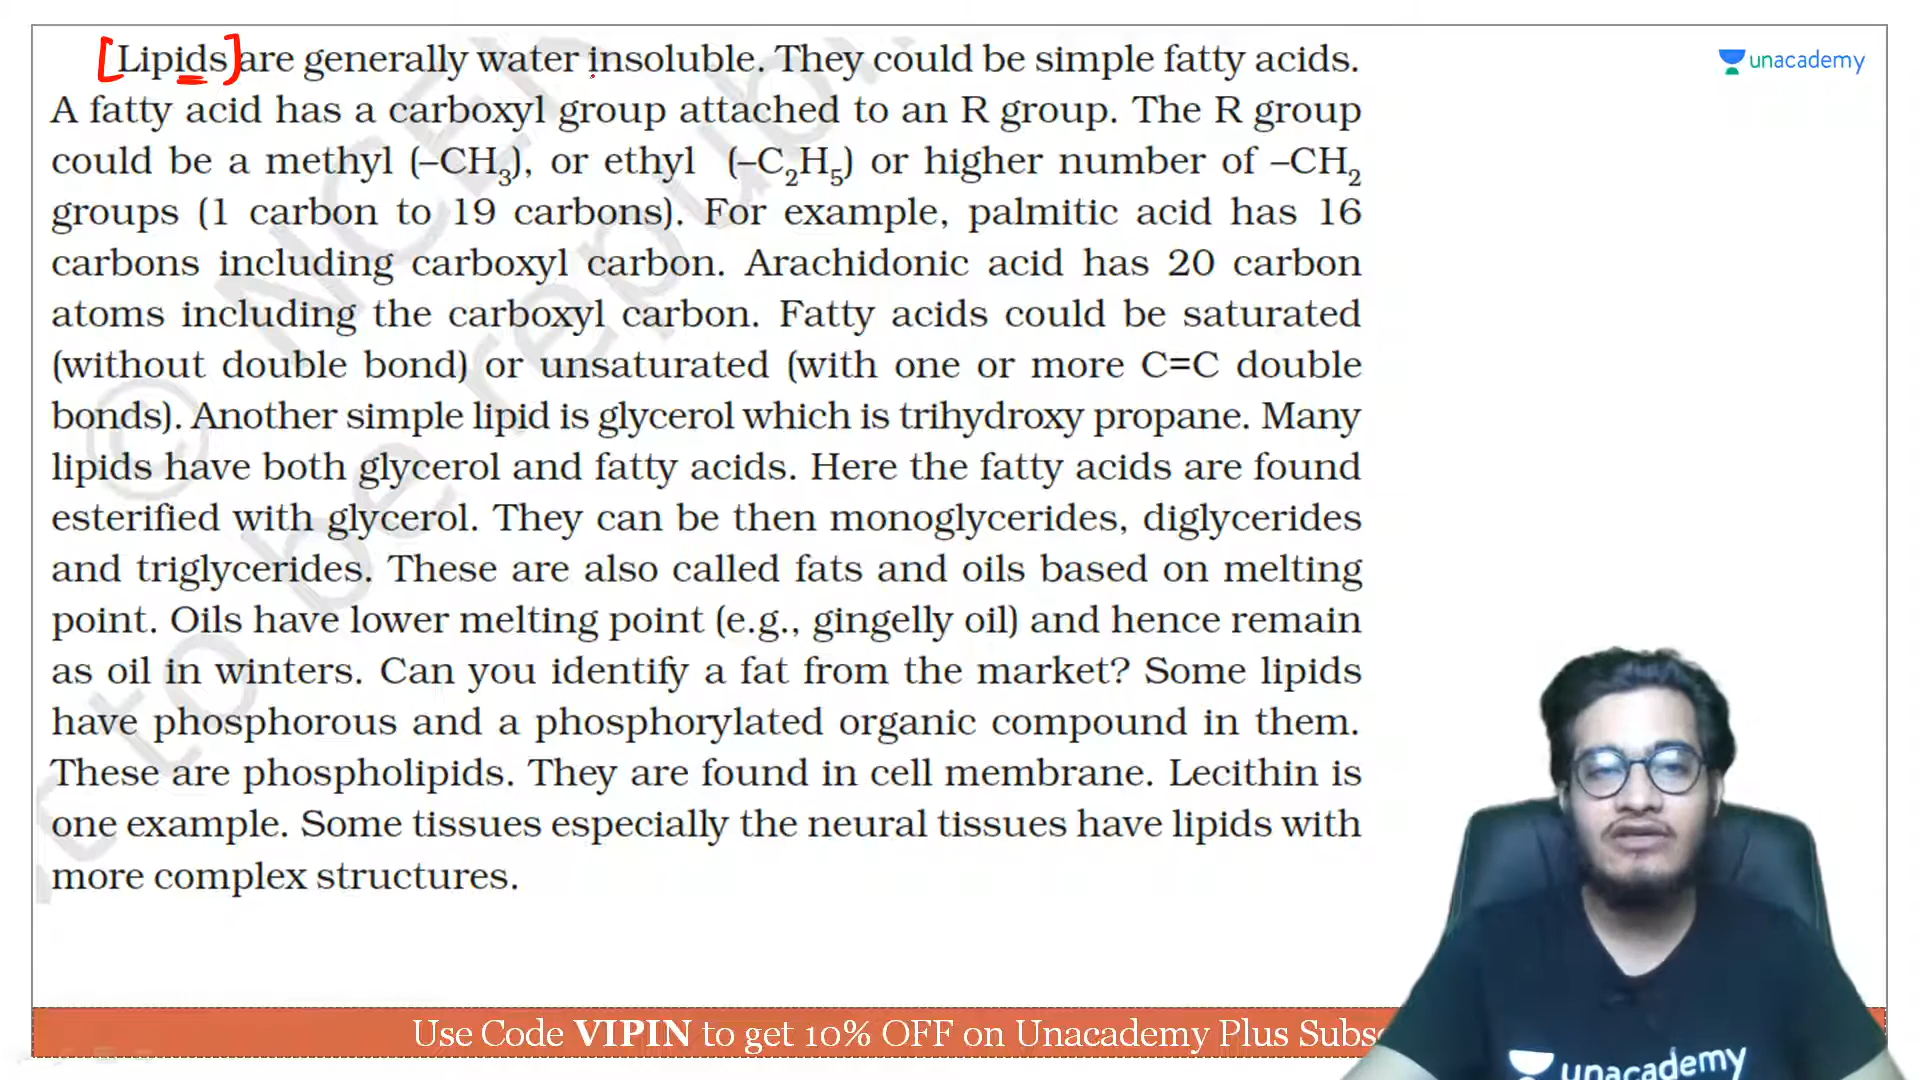 [Lipids] are generally water insoluble. They could be simple fatty acids.
A fatty acid has a carboxyl group attached to an R group. The R group
could be a methyl (–CH₃), or ethyl (–C₂H₅) or higher number of –CH₂
groups (1 carbon to 19 carbons). For example, palmitic acid has 16
carbons including carboxyl carbon. Arachidonic acid has 20 carbon
atoms including the carboxyl carbon. Fatty acids could be saturated
(without double bond) or unsaturated (with one or more C=C double
bonds). Another simple lipid is glycerol which is trihydroxy propane. Many
lipids have both glycerol and fatty acids. Here the fatty acids are found
esterified with glycerol. They can be then monoglycerides, diglycerides
and triglycerides. These are also called fats and oils based on melting
point. Oils have lower melting point (e.g., gingelly oil) and hence remain
as oil in winters. Can you identify a fat from the market? Some lipids
have phosphorous and a phosphorylated organic compound in them.
These are phospholipids. They are found in cell membrane. Lecithin is
one example. Some tissues especially the neural tissues have lipids with
more complex structures.
unacademy
© NCER
to be republi
Use Code VIPIN to get 10% OFF on Unacademy Plus Subsc
unacademy